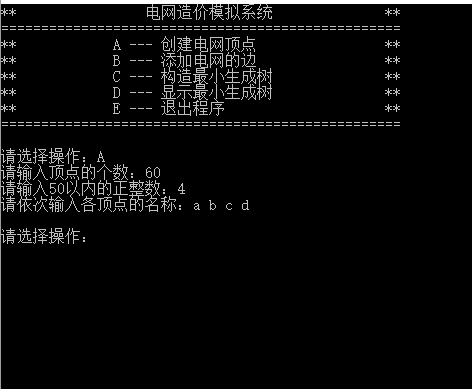 ** 电网造价模拟系统 **
==================================================
** A --- 创建电网顶点 **
** B --- 添加电网的边 **
** C --- 构造最小生成树 **
** D --- 显示最小生成树 **
** E --- 退出程序 **
==================================================
请选择操作：A
请输入顶点的个数：60
请输入50以内的正整数：4
请依次输入各顶点的名称：a b c d
请选择操作：